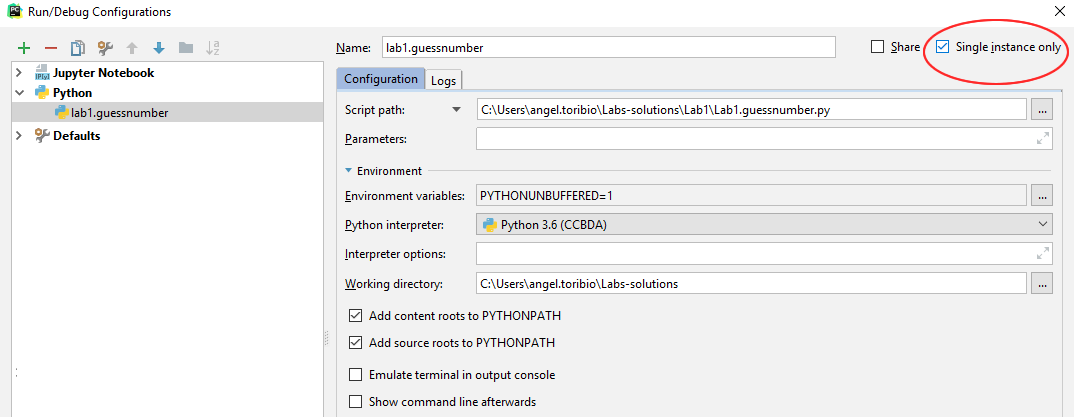 Run/Debug Configurations
Name: lab1.guessnumber Share Single instance only
Jupyter Notebook
Python
lab1.guessnumber
Defaults
Configuration Logs
Script path: C:\Users\angel.toribio\Labs-solutions\Lab1\Lab1.guessnumber.py ...
Parameters:
Environment
Environment variables: PYTHONUNBUFFERED=1 ...
Python interpreter: Python 3.6 (CCBDA)
Interpreter options:
Working directory: C:\Users\angel.toribio\Labs-solutions ...
Add content roots to PYTHONPATH
Add source roots to PYTHONPATH
Emulate terminal in output console
Show command line afterwards